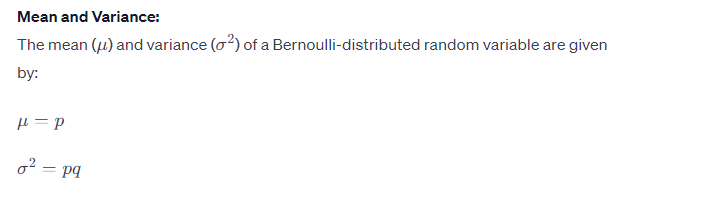 Mean and Variance:
The mean (μ) and variance (σ²) of a Bernoulli-distributed random variable are given
by:
μ = p
σ² = pq